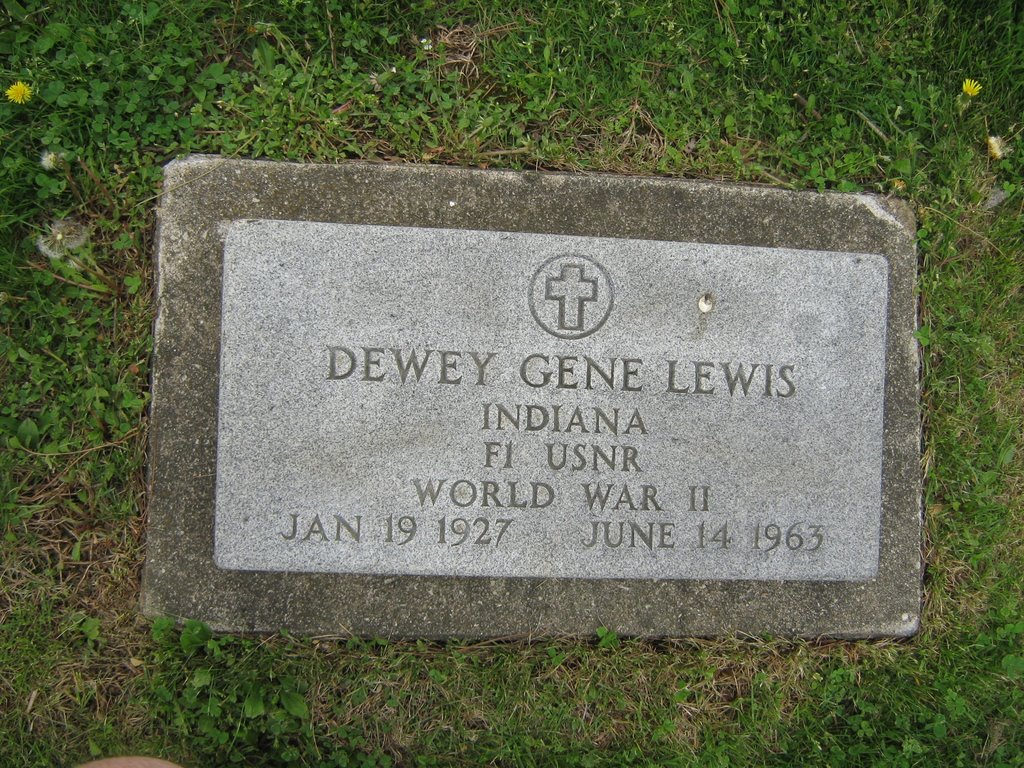 DEWEY GENE LEWIS
INDIANA
F1 USNR
WORLD WAR II
JAN 19 1927 JUNE 14 1963